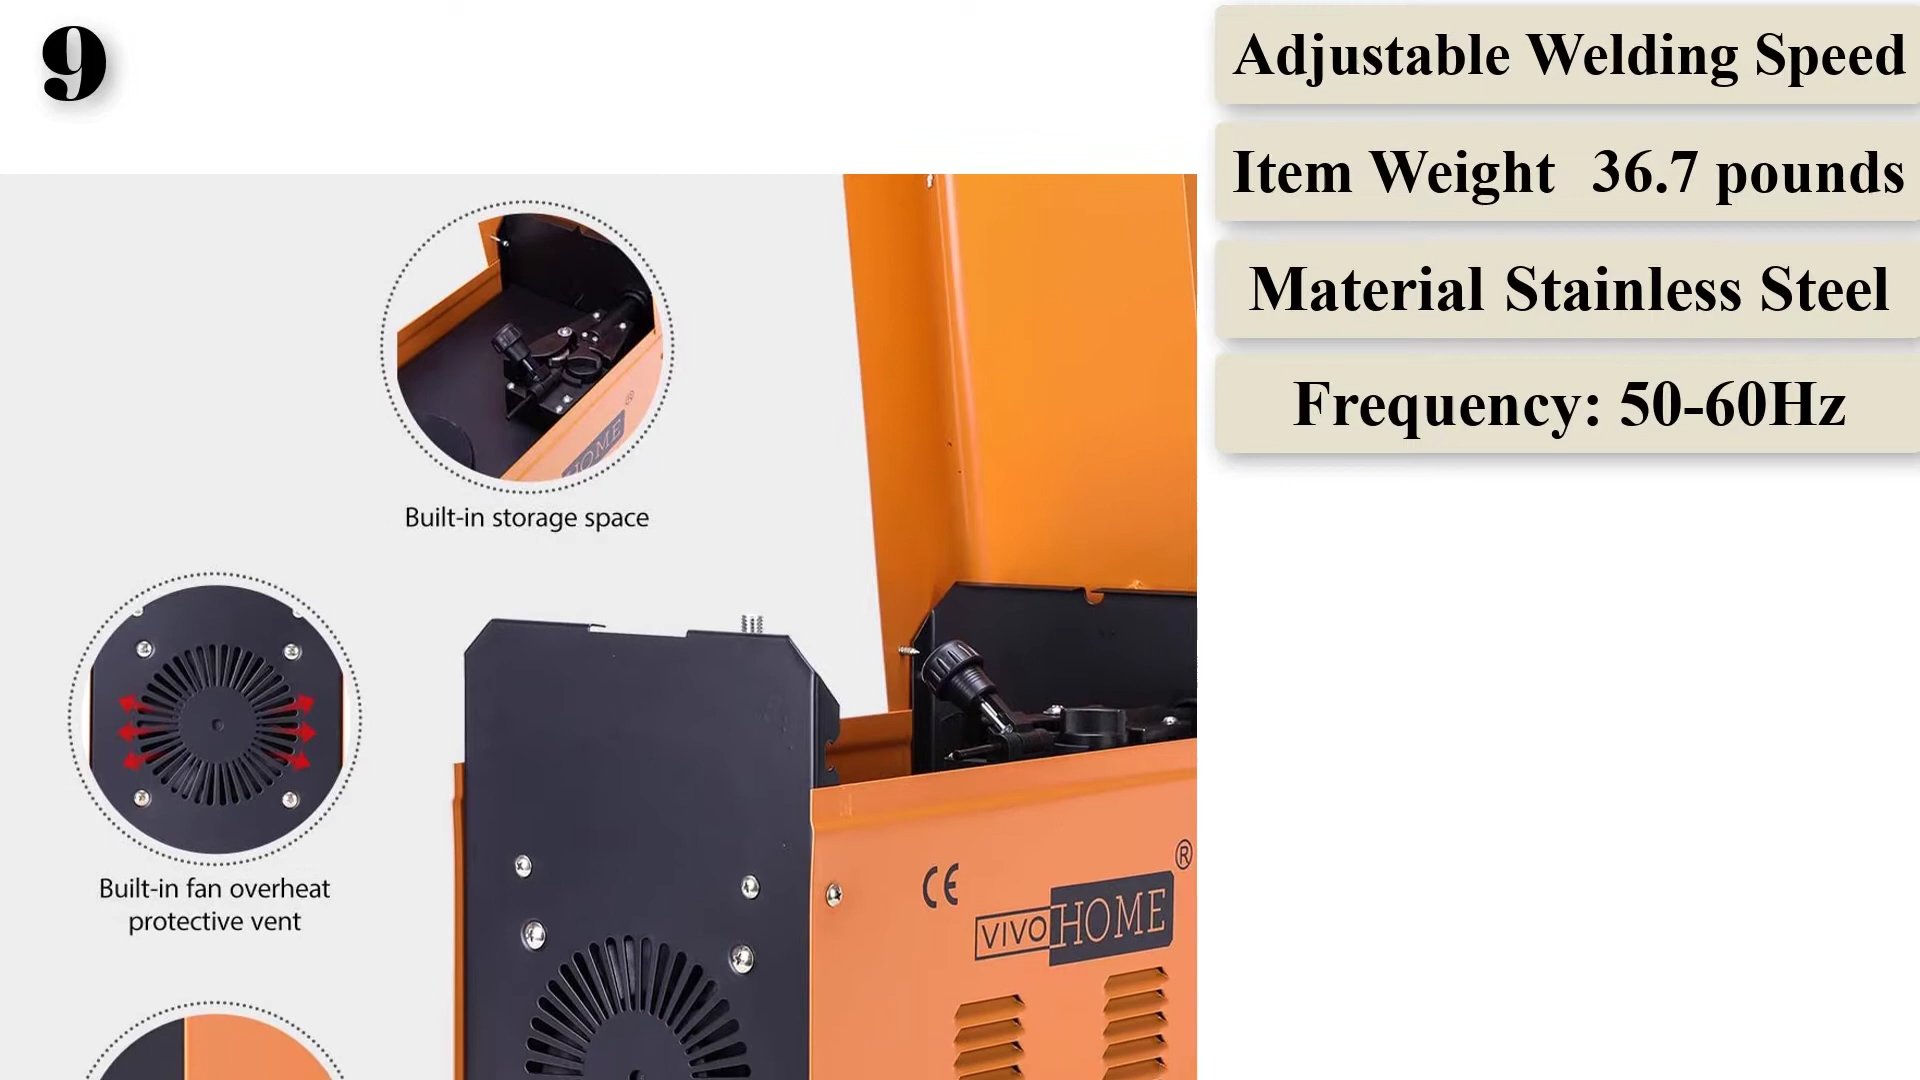 9
Adjustable Welding Speed
Item Weight 36.7 pounds
Material Stainless Steel
Frequency: 50-60Hz
HOME
®
Built-in storage space
Built-in fan overheat
protective vent
CE
VIVOHOME
®